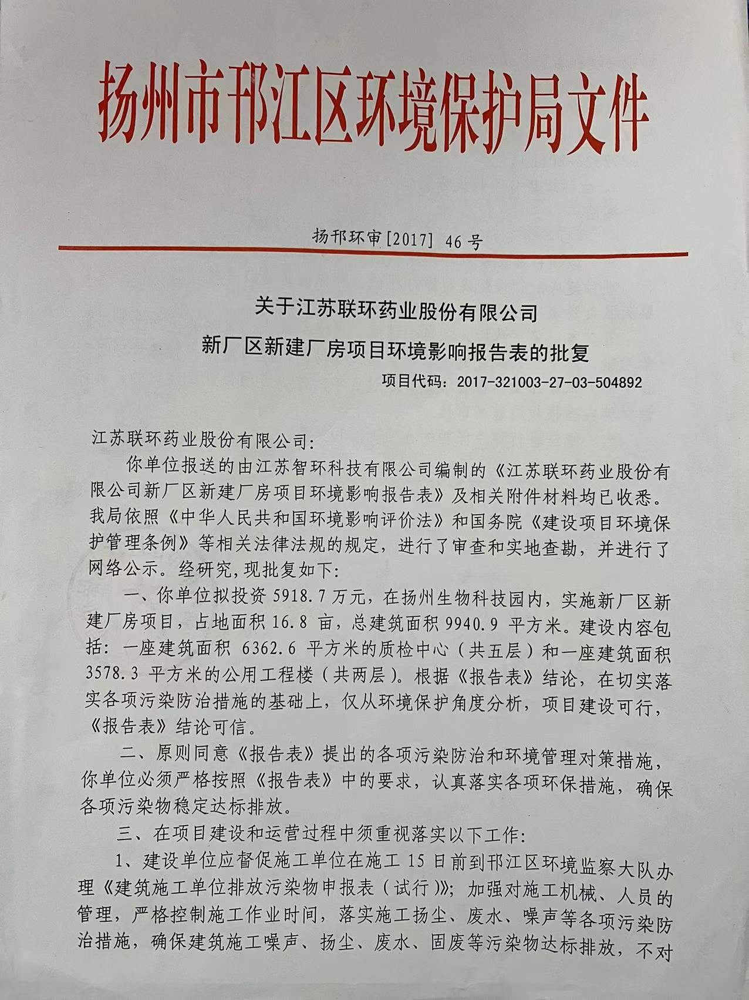 扬州市邗江区环境保护局文件
扬邗环审[2017] 46 号
关于江苏联环药业股份有限公司
新厂区新建厂房项目环境影响报告表的批复
项目代码：2017-321003-27-03-504892
江苏联环药业股份有限公司：
你单位报送的由江苏智环科技有限公司编制的《江苏联环药业股份有
限公司新厂区新建厂房项目环境影响报告表》及相关附件材料均已收悉。
我局依照《中华人民共和国环境影响评价法》和国务院《建设项目环境保
护管理条例》等相关法律法规的规定，进行了审查和实地查勘，并进行了
网络公示。经研究,现批复如下：
一、你单位拟投资 5918.7 万元，在扬州生物科技园内，实施新厂区新
建厂房项目，占地面积 16.8 亩，总建筑面积 9940.9 平方米。建设内容包
括：一座建筑面积 6362.6 平方米的质检中心（共五层）和一座建筑面积
3578.3 平方米的公用工程楼（共两层）。根据《报告表》结论，在切实落
实各项污染防治措施的基础上，仅从环境保护角度分析，项目建设可行，
《报告表》结论可信。
二、原则同意《报告表》提出的各项污染防治和环境管理对策措施，
你单位必须严格按照《报告表》中的要求，认真落实各项环保措施，确保
各项污染物稳定达标排放。
三、在项目建设和运营过程中须重视落实以下工作：
1、建设单位应督促施工单位在施工 15 日前到邗江区环境监察大队办
理《建筑施工单位排放污染物申报表（试行）》；加强对施工机械、人员的
管理，严格控制施工作业时间，落实施工扬尘、废水、噪声等各项污染防
治措施，确保建筑施工噪声、扬尘、废水、固废等污染物达标排放，不对